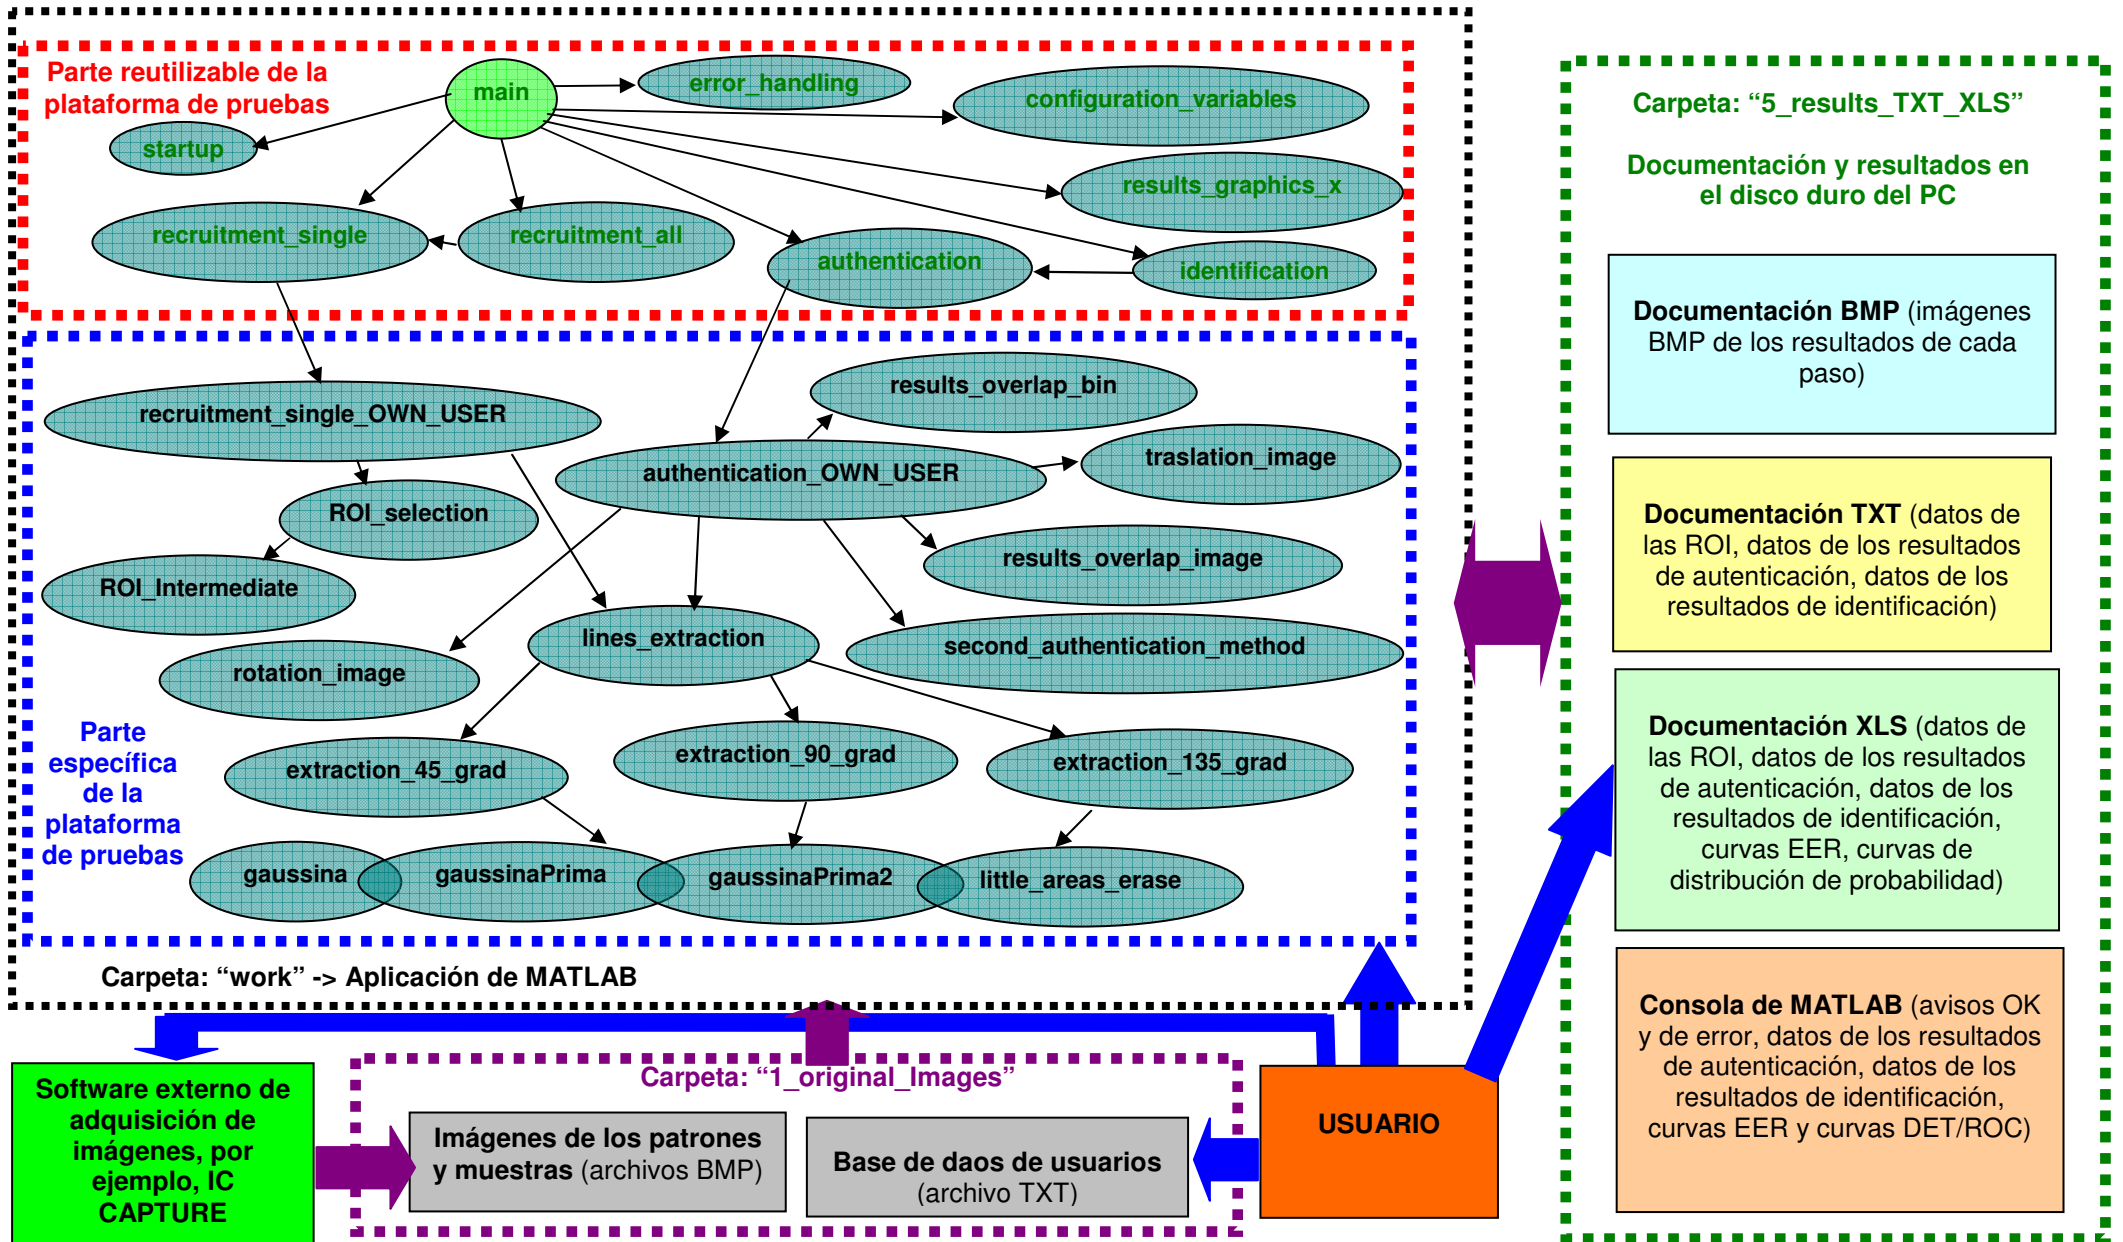 Parte reutilizable de la
plataforma de pruebas
main
error_handling
configuration_variables
startup
results_graphics_x
recruitment_single
recruitment_all
authentication
identification
recruitment_single_OWN_USER
results_overlap_bin
authentication_OWN_USER
traslation_image
ROI_selection
results_overlap_image
ROI_Intermediate
lines_extraction
second_authentication_method
rotation_image
Parte
específica
de la
plataforma
de pruebas
extraction_45_grad
extraction_90_grad
extraction_135_grad
gaussina
gaussinaPrima
gaussinaPrima2
little_areas_erase
Carpeta: “work” -> Aplicación de MATLAB
Software externo de
adquisición de
imágenes, por
ejemplo, IC
CAPTURE
Carpeta: “1_original_Images”
Imágenes de los patrones
y muestras (archivos BMP)
Base de daos de usuarios
(archivo TXT)
USUARIO
Carpeta: “5_results_TXT_XLS”
Documentación y resultados en
el disco duro del PC
Documentación BMP (imágenes
BMP de los resultados de cada
paso)
Documentación TXT (datos de
las ROI, datos de los resultados
de autenticación, datos de los
resultados de identificación)
Documentación XLS (datos de
las ROI, datos de los resultados
de autenticación, datos de los
resultados de identificación,
curvas EER, curvas de
distribución de probabilidad)
Consola de MATLAB (avisos OK
y de error, datos de los resultados
de autenticación, datos de los
resultados de identificación,
curvas EER y curvas DET/ROC)